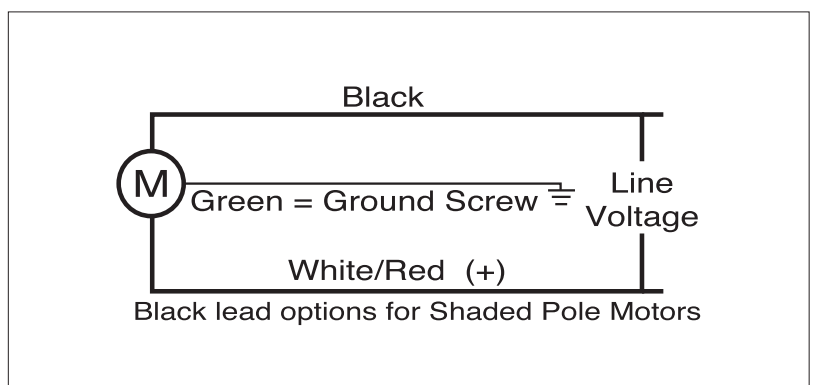 Black
M
Green = Ground Screw
Line
Voltage
White/Red (+)
Black lead options for Shaded Pole Motors